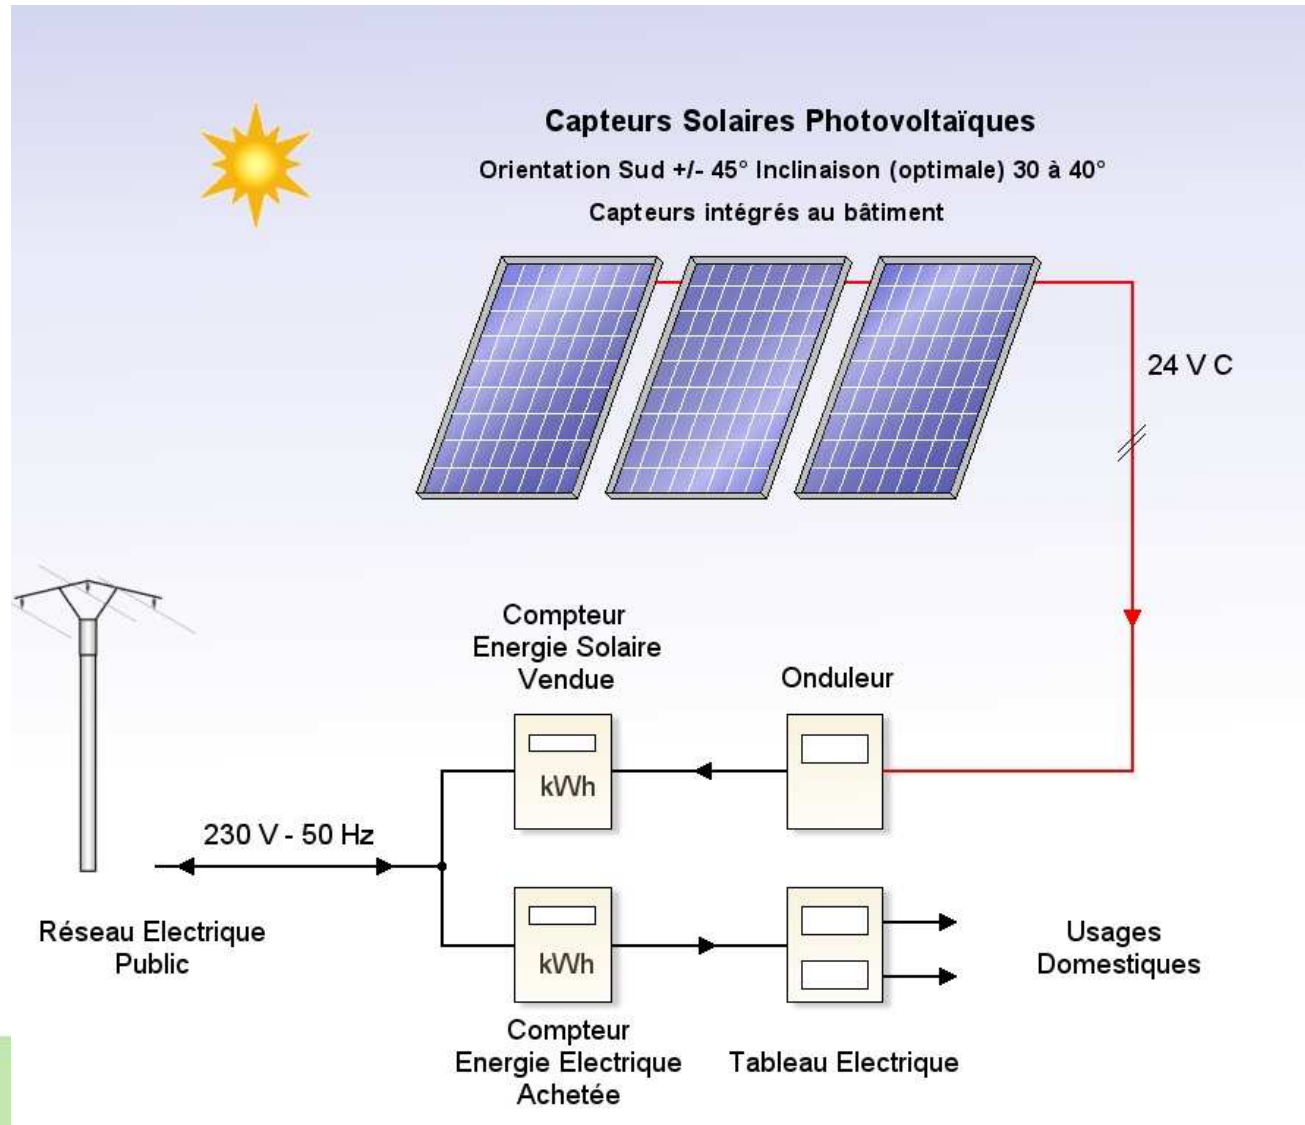 Capteurs Solaires Photovoltaïques
Orientation Sud +/- 45° Inclinaison (optimale) 30 à 40°
Capteurs intégrés au bâtiment
24 V C
Compteur
Energie Solaire
Vendue
Onduleur
kWh
230 V - 50 Hz
Réseau Electrique
Public
kWh
Usages
Domestiques
Compteur
Energie Electrique
Achetée
Tableau Electrique